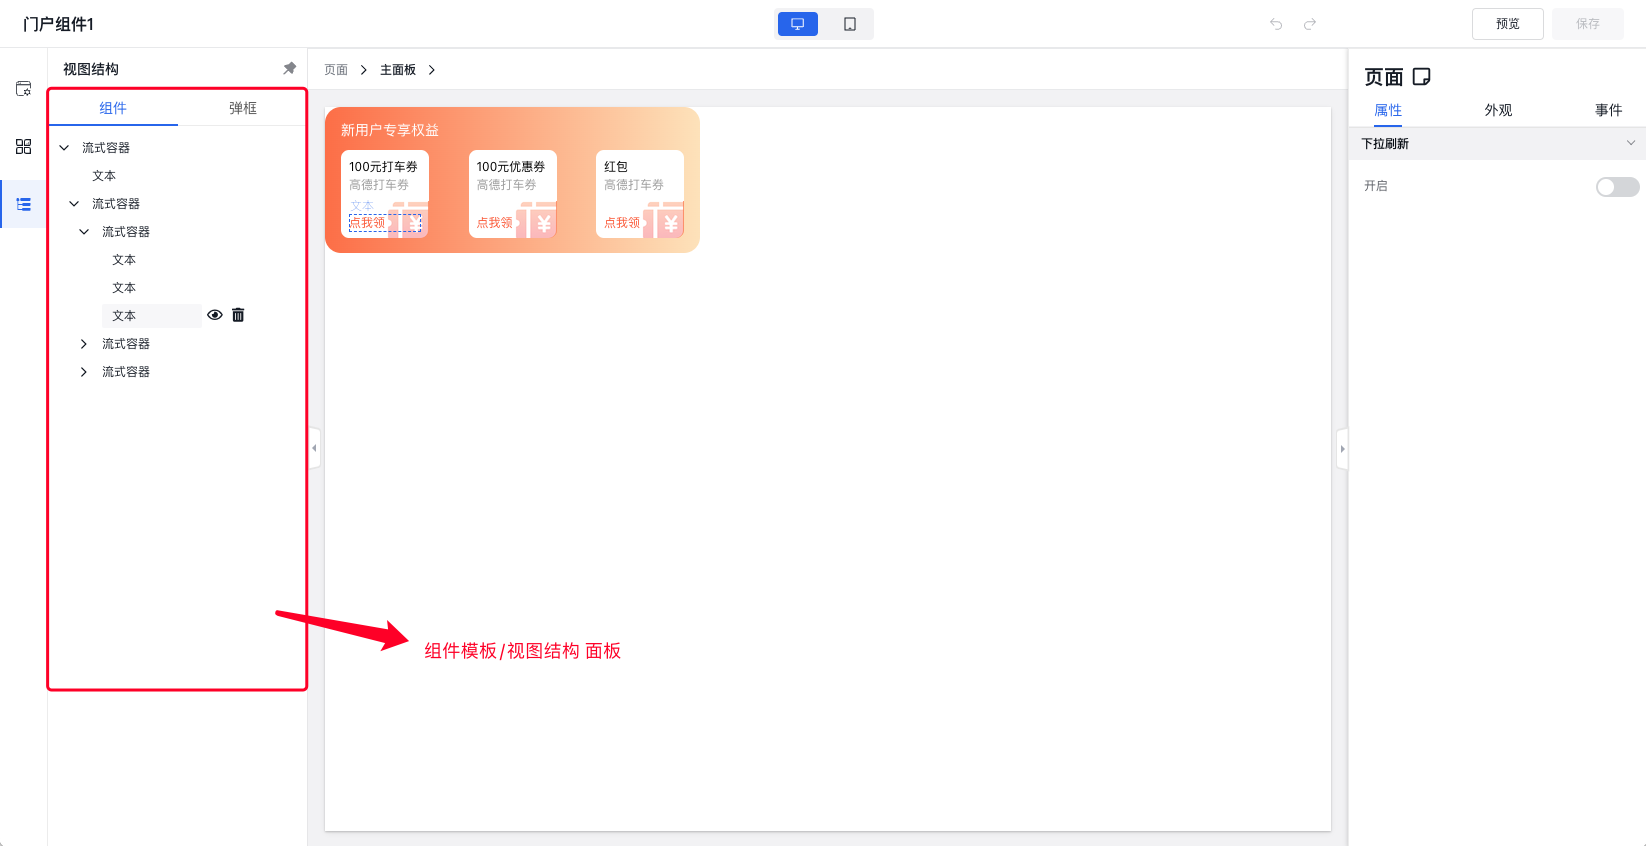 门户组件1
预览
保存
视图结构
组件
弹框
流式容器
文本
流式容器
流式容器
文本
文本
文本
流式容器
流式容器
页面
主面板
新用户专享权益
100元打车券
高德打车券
文本
点我领
100元优惠券
高德打车券
点我领
红包
高德打车券
点我领
组件模板/视图结构 面板
页面
属性
外观
事件
下拉刷新
开启